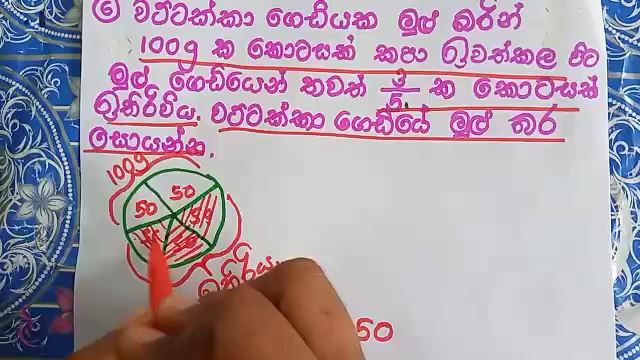 ⑥ වට්ටක්කා ගෙඩියක මුල් බරින්
100g ක කොටසක් කපා ඉවත්කල විට
මුල් ගෙඩියෙන් තවත් 3/5 ක කොටසක්
ඉතිරිවිය. වට්ටක්කා ගෙඩියේ මුල් බර
සොයන්න.
100g
50 50
50
ඉතිරිය
50